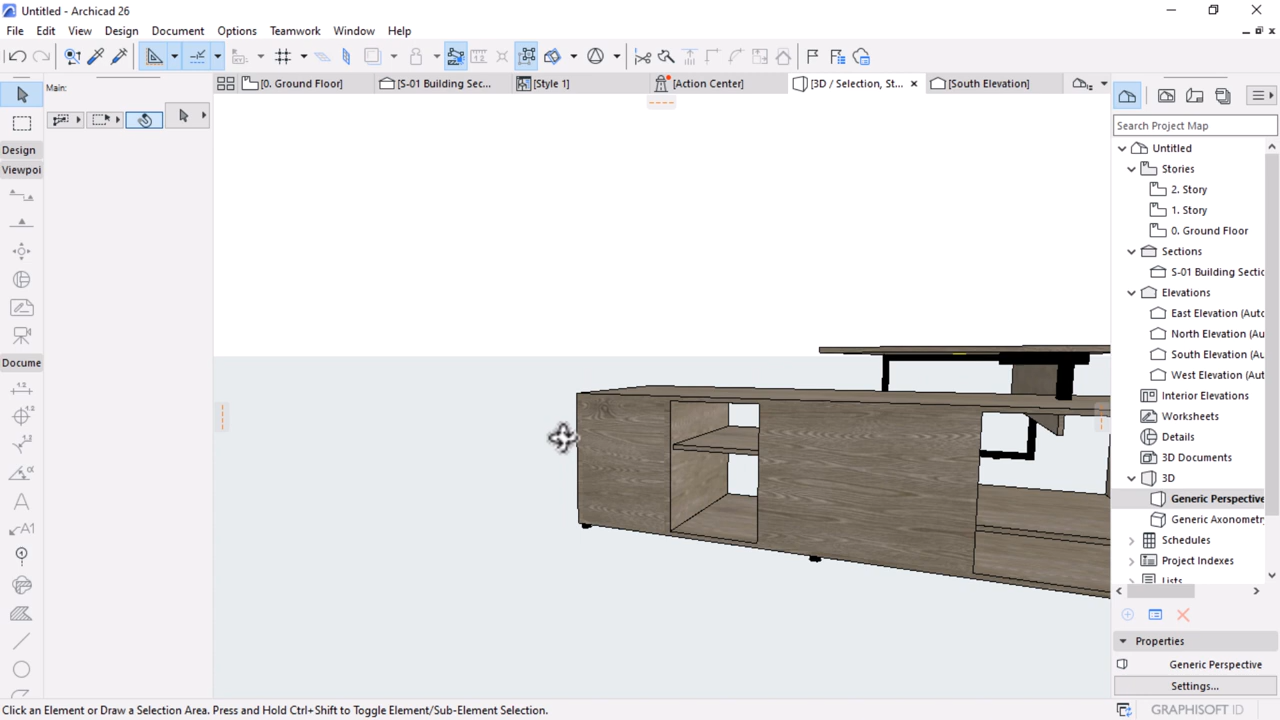 Untitled - Archicad 26
File Edit View Design Document Options Teamwork Window Help
[0. Ground Floor] [S-01 Building Sec... [Style 1] [Action Center] [3D / Selection, St... [South Elevation]
Main:
Design
Viewpoi
Docume
Search Project Map
Untitled
Stories
2. Story
1. Story
0. Ground Floor
Sections
S-01 Building Sectio
Elevations
East Elevation (Auto
North Elevation (Auto
South Elevation (Auto
West Elevation (Auto
Interior Elevations
Worksheets
Details
3D Documents
3D
Generic Perspective
Generic Axonometr
Schedules
Project Indexes
Lists
Properties
Generic Perspective
Settings...
Click an Element or Draw a Selection Area. Press and Hold Ctrl+Shift to Toggle Element/Sub-Element Selection.
GRAPHISOFT ID